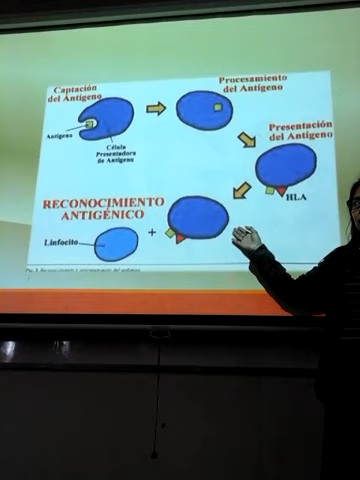 Captación
del Antígeno
Procesamiento
del Antígeno
Antígeno
Célula
Presentadora
de Antígeno
Presentación
del Antígeno
HLA
RECONOCIMIENTO
ANTIGÉNICO
Linfocito
+